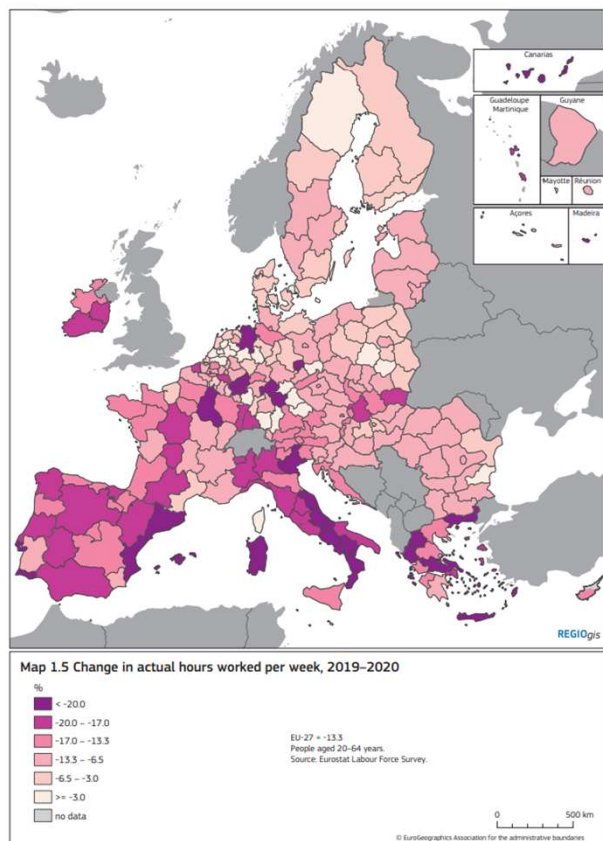 Canarias
Guadeloupe
Martinique
Guyane
Mayotte
Réunion
Açores
Madeira
REGIOgis
Map 1.5 Change in actual hours worked per week, 2019–2020
%
< -20.0
-20.0 – -17.0
-17.0 – -13.3
-13.3 – -6.5
-6.5 – -3.0
>= -3.0
no data
EU-27 = -13.3
People aged 20–64 years.
Source: Eurostat Labour Force Survey.
0 500 km
© EuroGeographics Association for the administrative boundaries